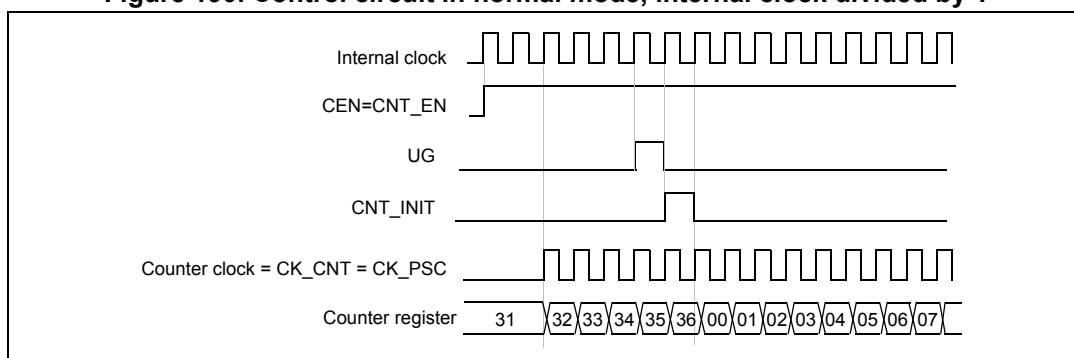 Figure 150. Control circuit in normal mode, internal clock divided by 1
Internal clock
CEN=CNT_EN
UG
CNT_INIT
Counter clock = CK_CNT = CK_PSC
Counter register 31 32 33 34 35 36 00 01 02 03 04 05 06 07